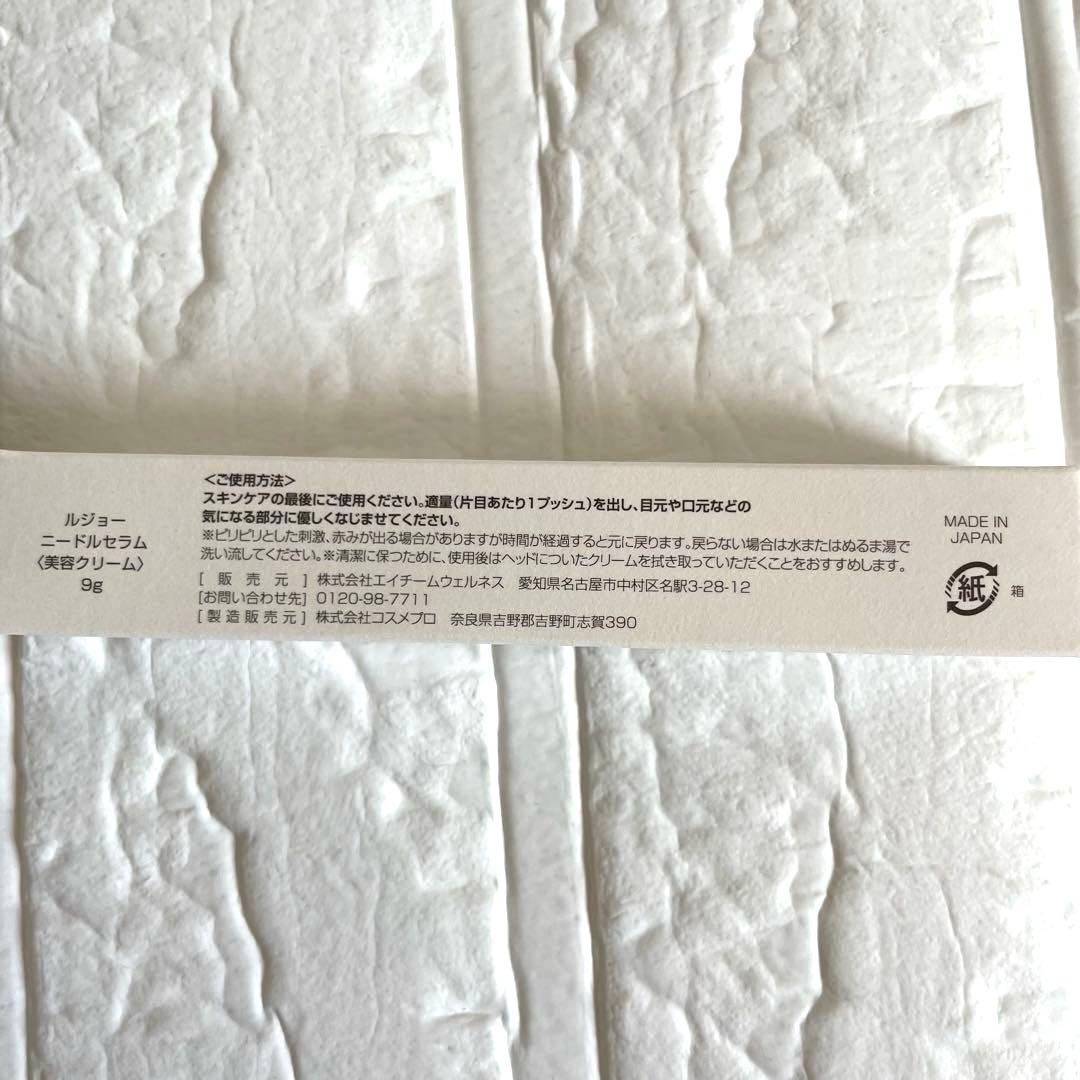 ルジョー
ニードルセラム
〈美容クリーム〉
9g
＜ご使用方法＞
スキンケアの最後にご使用ください。適量（片目あたり1プッシュ）を出し、目元や口元などの
気になる部分に優しくなじませてください。
※ピリピリとした刺激、赤みが出る場合がありますが時間が経過すると元に戻ります。戻らない場合は水またはぬるま湯で
洗い流してください。※清潔に保つために、使用後はヘッドについたクリームを拭き取っていただくことをおすすめします。
[ 販 売 元 ] 株式会社エイチームウェルネス 愛知県名古屋市中村区名駅3-28-12
[お問い合わせ先] 0120-98-7711
[製造販売元] 株式会社コスメプロ 奈良県吉野郡吉野町志賀390
MADE IN
JAPAN
紙 箱